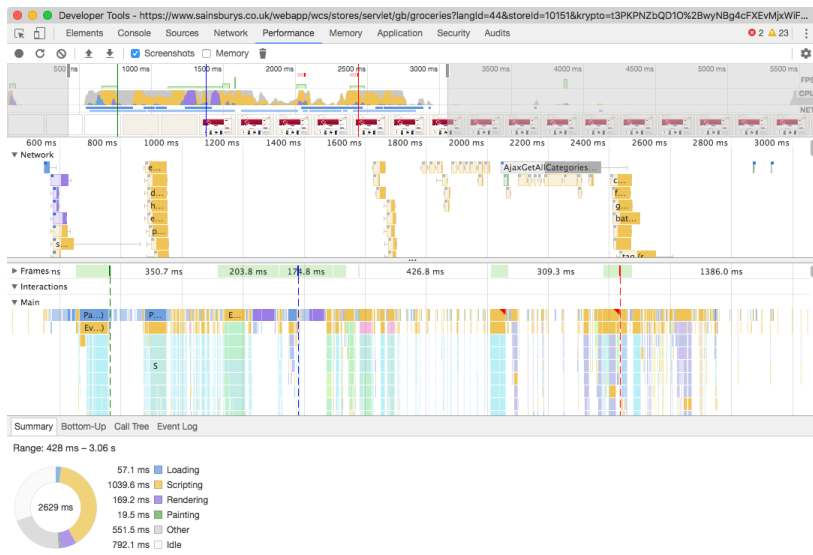 Developer Tools - https://www.sainsburys.co.uk/webapp/wcs/stores/servlet/gb/groceries?langId=44&storeId=10151&krypto=t3PKPNZbQD1O%2BwyNBg4cFXEvMjxWiF...
Elements Console Sources Network Performance Memory Application Security Audits 2 23
Screenshots Memory
500 ms 1000 ms 1500 ms 2000 ms 2500 ms 3000 ms 3500 ms 4000 ms 4500 ms 5000 ms 5500 ms
FPS
CPU
NET
600 ms 800 ms 1000 ms 1200 ms 1400 ms 1600 ms 1800 ms 2000 ms 2200 ms 2400 ms 2600 ms 2800 ms 3000 ms
Network
e... AjaxGetAllCategories...
c...
d... f...
h... g...
e... bat...
p...
s...
...
Frames ns 350.7 ms 203.8 ms 174.8 ms 426.8 ms 309.3 ms 1386.0 ms
Interactions
Main
Pa...) P... E...
Ev...)
S
Summary Bottom-Up Call Tree Event Log
Range: 428 ms – 3.06 s
57.1 ms Loading
1039.6 ms Scripting
169.2 ms Rendering
2629 ms
19.5 ms Painting
551.5 ms Other
792.1 ms Idle